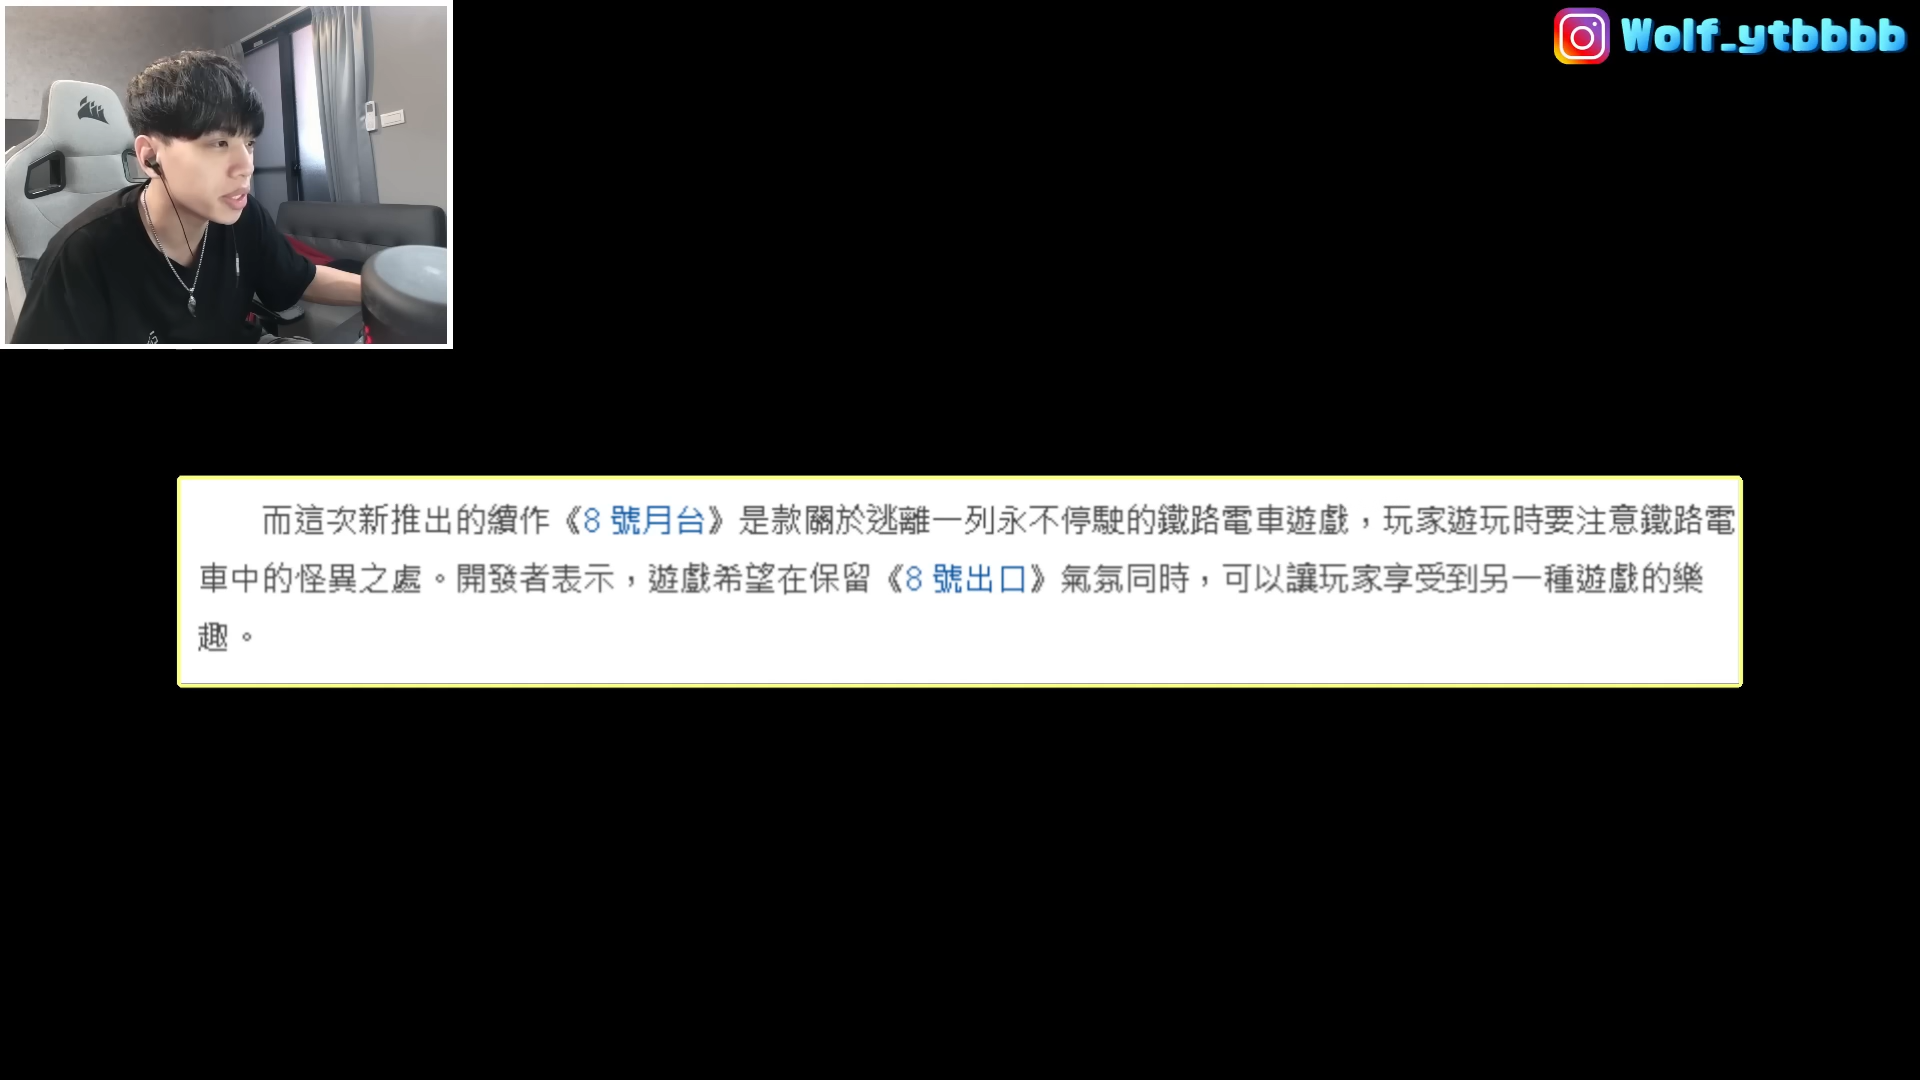 Wolf_ytbbbb
而這次新推出的續作《8 號月台》是款關於逃離一列永不停駛的鐵路電車遊戲，玩家遊玩時要注意鐵路電
車中的怪異之處。開發者表示，遊戲希望在保留《8 號出口》氣氛同時，可以讓玩家享受到另一種遊戲的樂
趣。